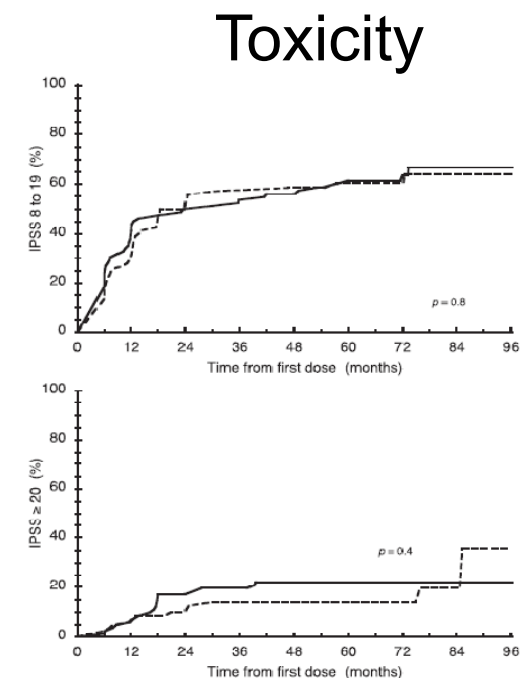 Toxicity
100
80
60
40
20
0
IPSS 8 to 19 (%)
p = 0.8
0 12 24 36 48 60 72 84 96
Time from first dose (months)
100
80
60
40
20
0
IPSS ≥ 20 (%)
p = 0.4
0 12 24 36 48 60 72 84 96
Time from first dose (months)